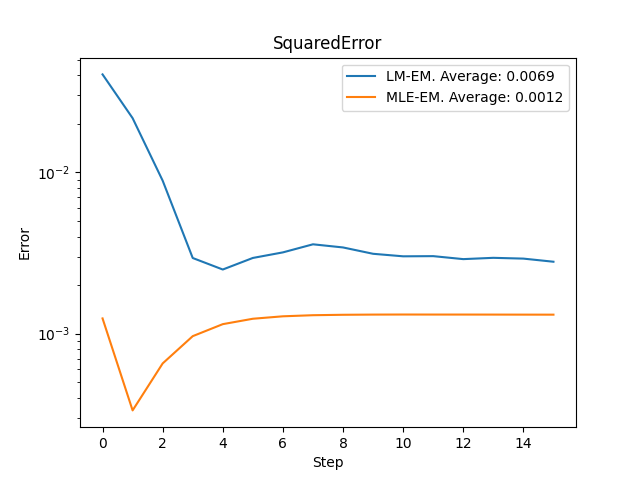 SquaredError
LM-EM. Average: 0.0069
MLE-EM. Average: 0.0012
10⁻²
10⁻³
Error
0 2 4 6 8 10 12 14
Step